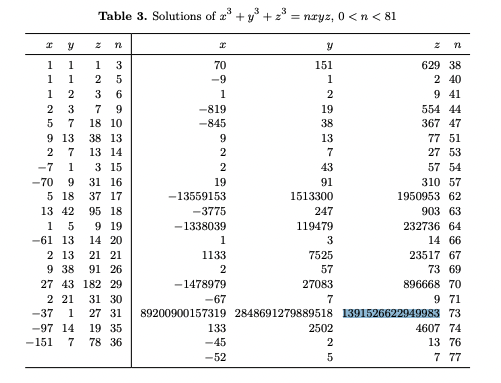 Table 3. Solutions of x³ + y³ + z³ = nxyz, 0 < n < 81
x y z n x y z n
1 1 1 3 70 151 629 38
1 1 2 5 −9 1 2 40
1 2 3 6 1 2 9 41
2 3 7 9 −819 19 554 44
5 7 18 10 −845 38 367 47
9 13 38 13 9 13 77 51
2 7 13 14 2 7 27 53
−7 1 3 15 2 43 57 54
−70 9 31 16 19 91 310 57
5 18 37 17 −13559153 1513300 1950953 62
13 42 95 18 −3775 247 903 63
1 5 9 19 −1338039 119479 232736 64
−61 13 14 20 1 3 14 66
2 13 21 21 1133 7525 23517 67
9 38 91 26 2 57 73 69
27 43 182 29 −1478979 27083 896668 70
2 21 31 30 −67 7 9 71
−37 1 27 31 89200900157319 2848691279889518 1391526622949983 73
−97 14 19 35 133 2502 4607 74
−151 7 78 36 −45 2 13 76
−52 5 7 77